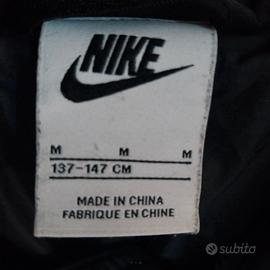 NIKE
M M M
137-147 CM
MADE IN CHINA
FABRIQUE EN CHINE
subito